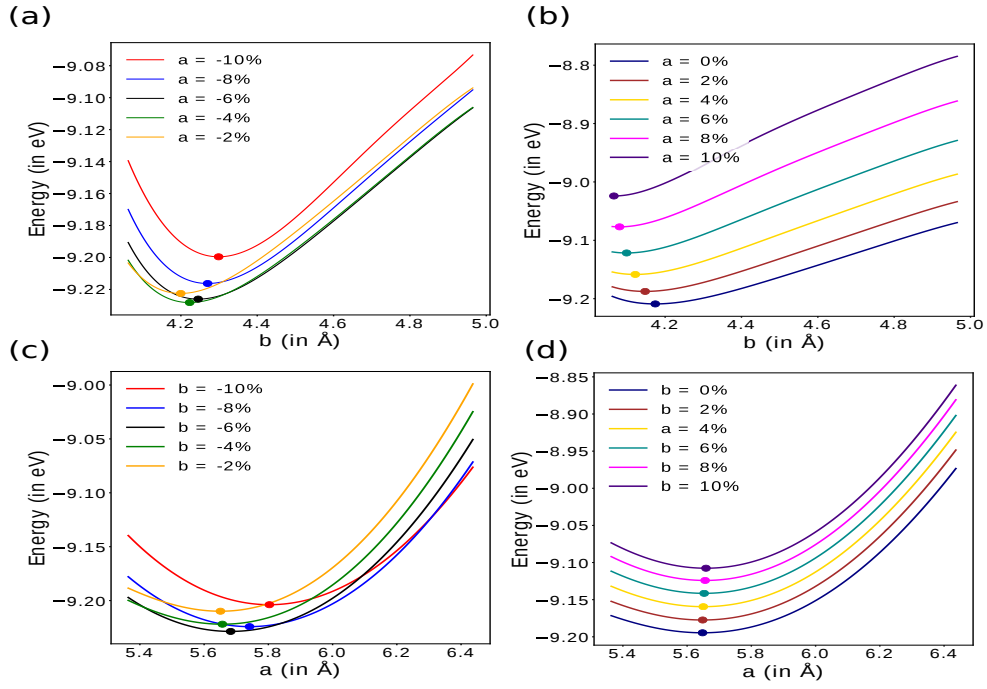 (a)
Energy (in eV)
−9.08
−9.10
−9.12
−9.14
−9.16
−9.18
−9.20
−9.22
a = -10%
a = -8%
a = -6%
a = -4%
a = -2%
4.2
4.4
4.6
4.8
5.0
b (in Å)
(b)
Energy (in eV)
−8.8
−8.9
−9.0
−9.1
−9.2
a = 0%
a = 2%
a = 4%
a = 6%
a = 8%
a = 10%
4.2
4.4
4.6
4.8
5.0
b (in Å)
(c)
Energy (in eV)
−9.00
−9.05
−9.10
−9.15
−9.20
b = -10%
b = -8%
b = -6%
b = -4%
b = -2%
5.4
5.6
5.8
6.0
6.2
6.4
a (in Å)
(d)
Energy (in eV)
−8.85
−8.90
−8.95
−9.00
−9.05
−9.10
−9.15
−9.20
b = 0%
b = 2%
a = 4%
b = 6%
b = 8%
b = 10%
5.4
5.6
5.8
6.0
6.2
6.4
a (in Å)